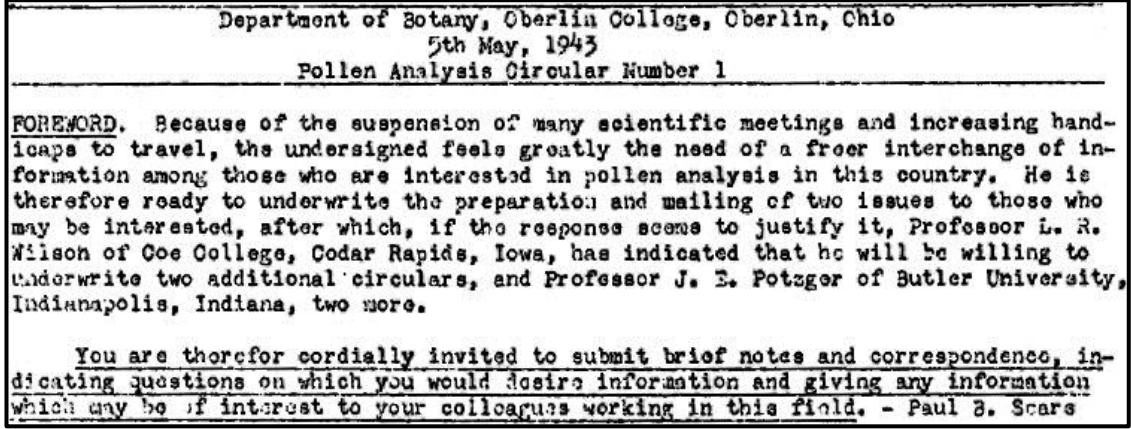 Department of Botany, Oberlin College, Oberlin, Ohio
5th May, 1943
Pollen Analysis Circular Number 1
FOREWORD. Because of the suspension of many scientific meetings and increasing hand-
icaps to travel, the undersigned feels greatly the need of a freer interchange of in-
formation among those who are interested in pollen analysis in this country. He is
therefore ready to underwrite the preparation and mailing of two issues to those who
may be interested, after which, if the response seems to justify it, Professor L. R.
Wilson of Coe College, Cedar Rapids, Iowa, has indicated that he will be willing to
underwrite two additional circulars, and Professor J. E. Potzger of Butler University,
Indianapolis, Indiana, two more.
You are therefor cordially invited to submit brief notes and correspondence, in-
dicating questions on which you would desire information and giving any information
which may be of interest to your colleagues working in this field. - Paul B. Sears